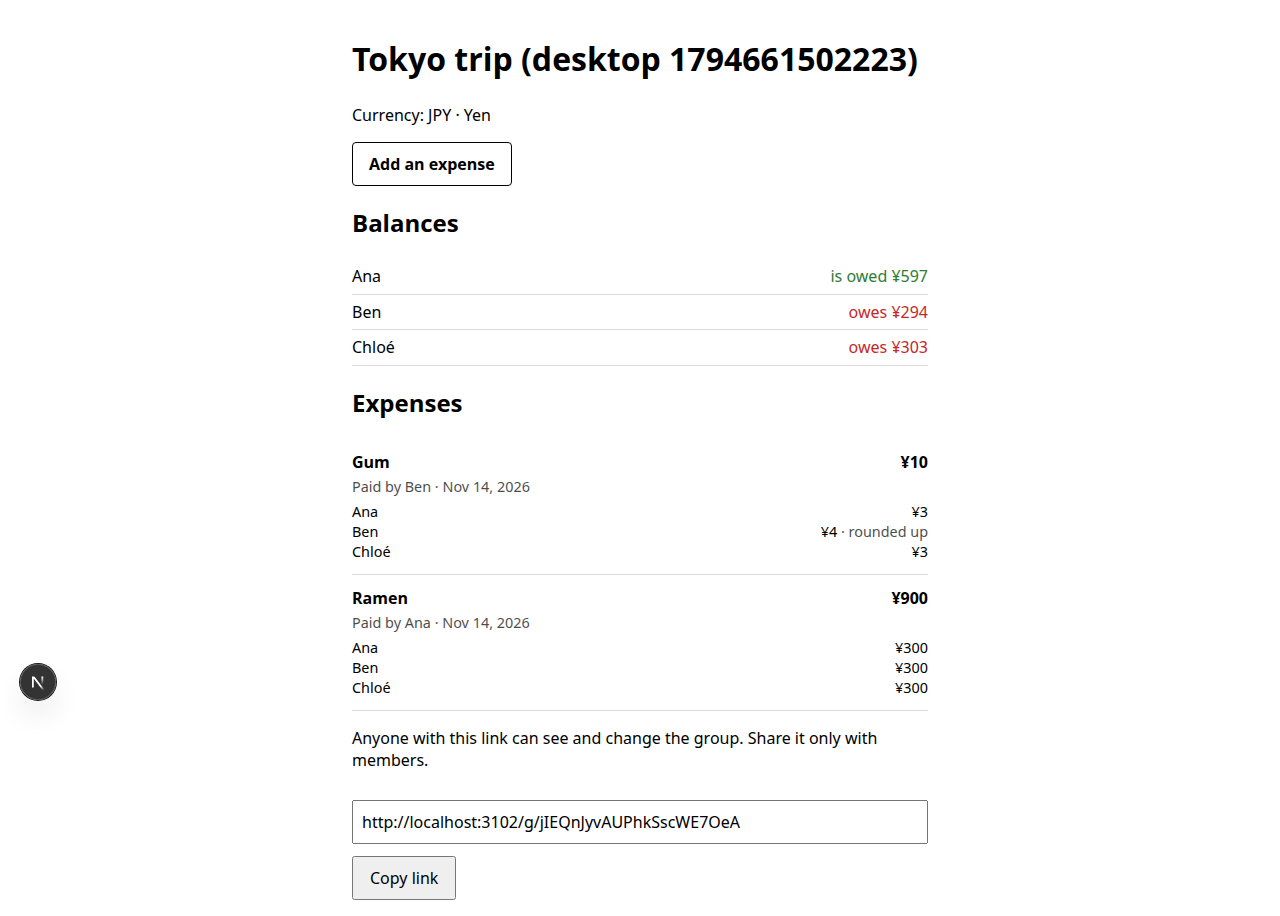 Tokyo trip (desktop 1794661502223)
Currency: JPY · Yen
Add an expense
Balances
Ana is owed ¥597
Ben owes ¥294
Chloé owes ¥303
Expenses
Gum ¥10
Paid by Ben · Nov 14, 2026
Ana ¥3
Ben ¥4 · rounded up
Chloé ¥3
Ramen ¥900
Paid by Ana · Nov 14, 2026
Ana ¥300
Ben ¥300
Chloé ¥300
N
Anyone with this link can see and change the group. Share it only with
members.
http://localhost:3102/g/jIEQnJyvAUPhkSscWE7OeA
Copy link